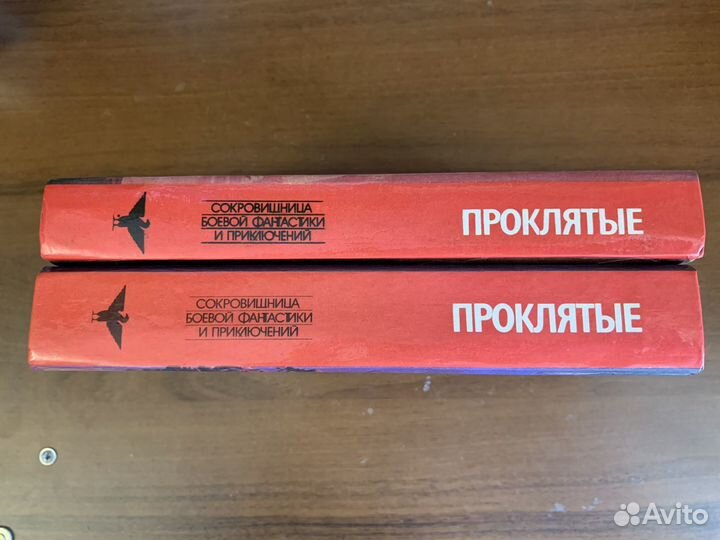 СОКРОВИЩНИЦА
БОЕВОЙ ФАНТАСТИКИ
И ПРИКЛЮЧЕНИЙ
ПРОКЛЯТЫЕ
СОКРОВИЩНИЦА
БОЕВОЙ ФАНТАСТИКИ
И ПРИКЛЮЧЕНИЙ
ПРОКЛЯТЫЕ
Avito